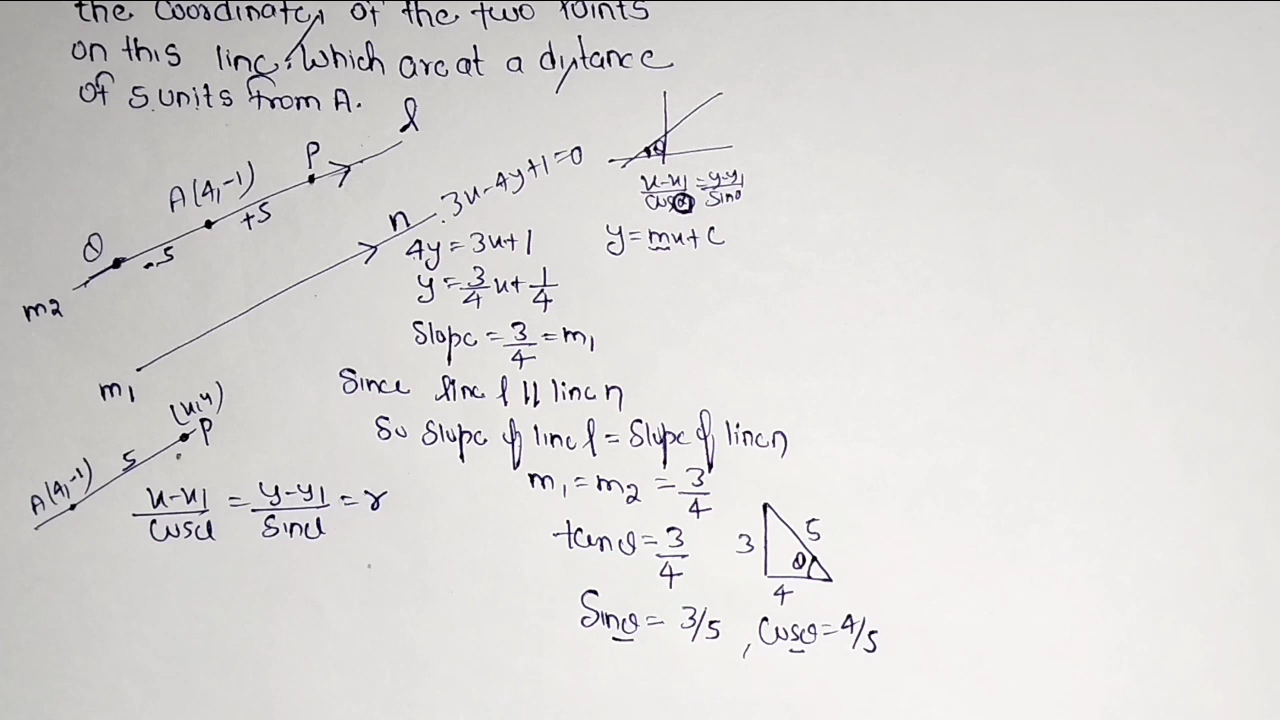 the Coordinates of the two Points
on this line. Which are at a distance
of 5 units from A.
l
P
A(4,-1)
+5
Q
-5
m2
n
3x-4y+1=0
4y=3x+1
y=3/4x+1/4
Slope=3/4=m1
m1
x-x1/cosα=y-y1/Sinθ
y=mx+c
Since line l || line n
So Slope of line l = Slope of line n
m1=m2=3/4
tanθ=3/4
3
5
θ
4
Sinθ=3/5, Cosθ=4/5
(x,y)
P
5
A(4,-1)
x-x1/Cosα=y-y1/Sinα=r